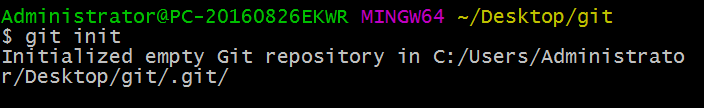 Administrator@PC-20160826EKWR MINGW64 ~/Desktop/git
$ git init
Initialized empty Git repository in C:/Users/Administrato
r/Desktop/git/.git/